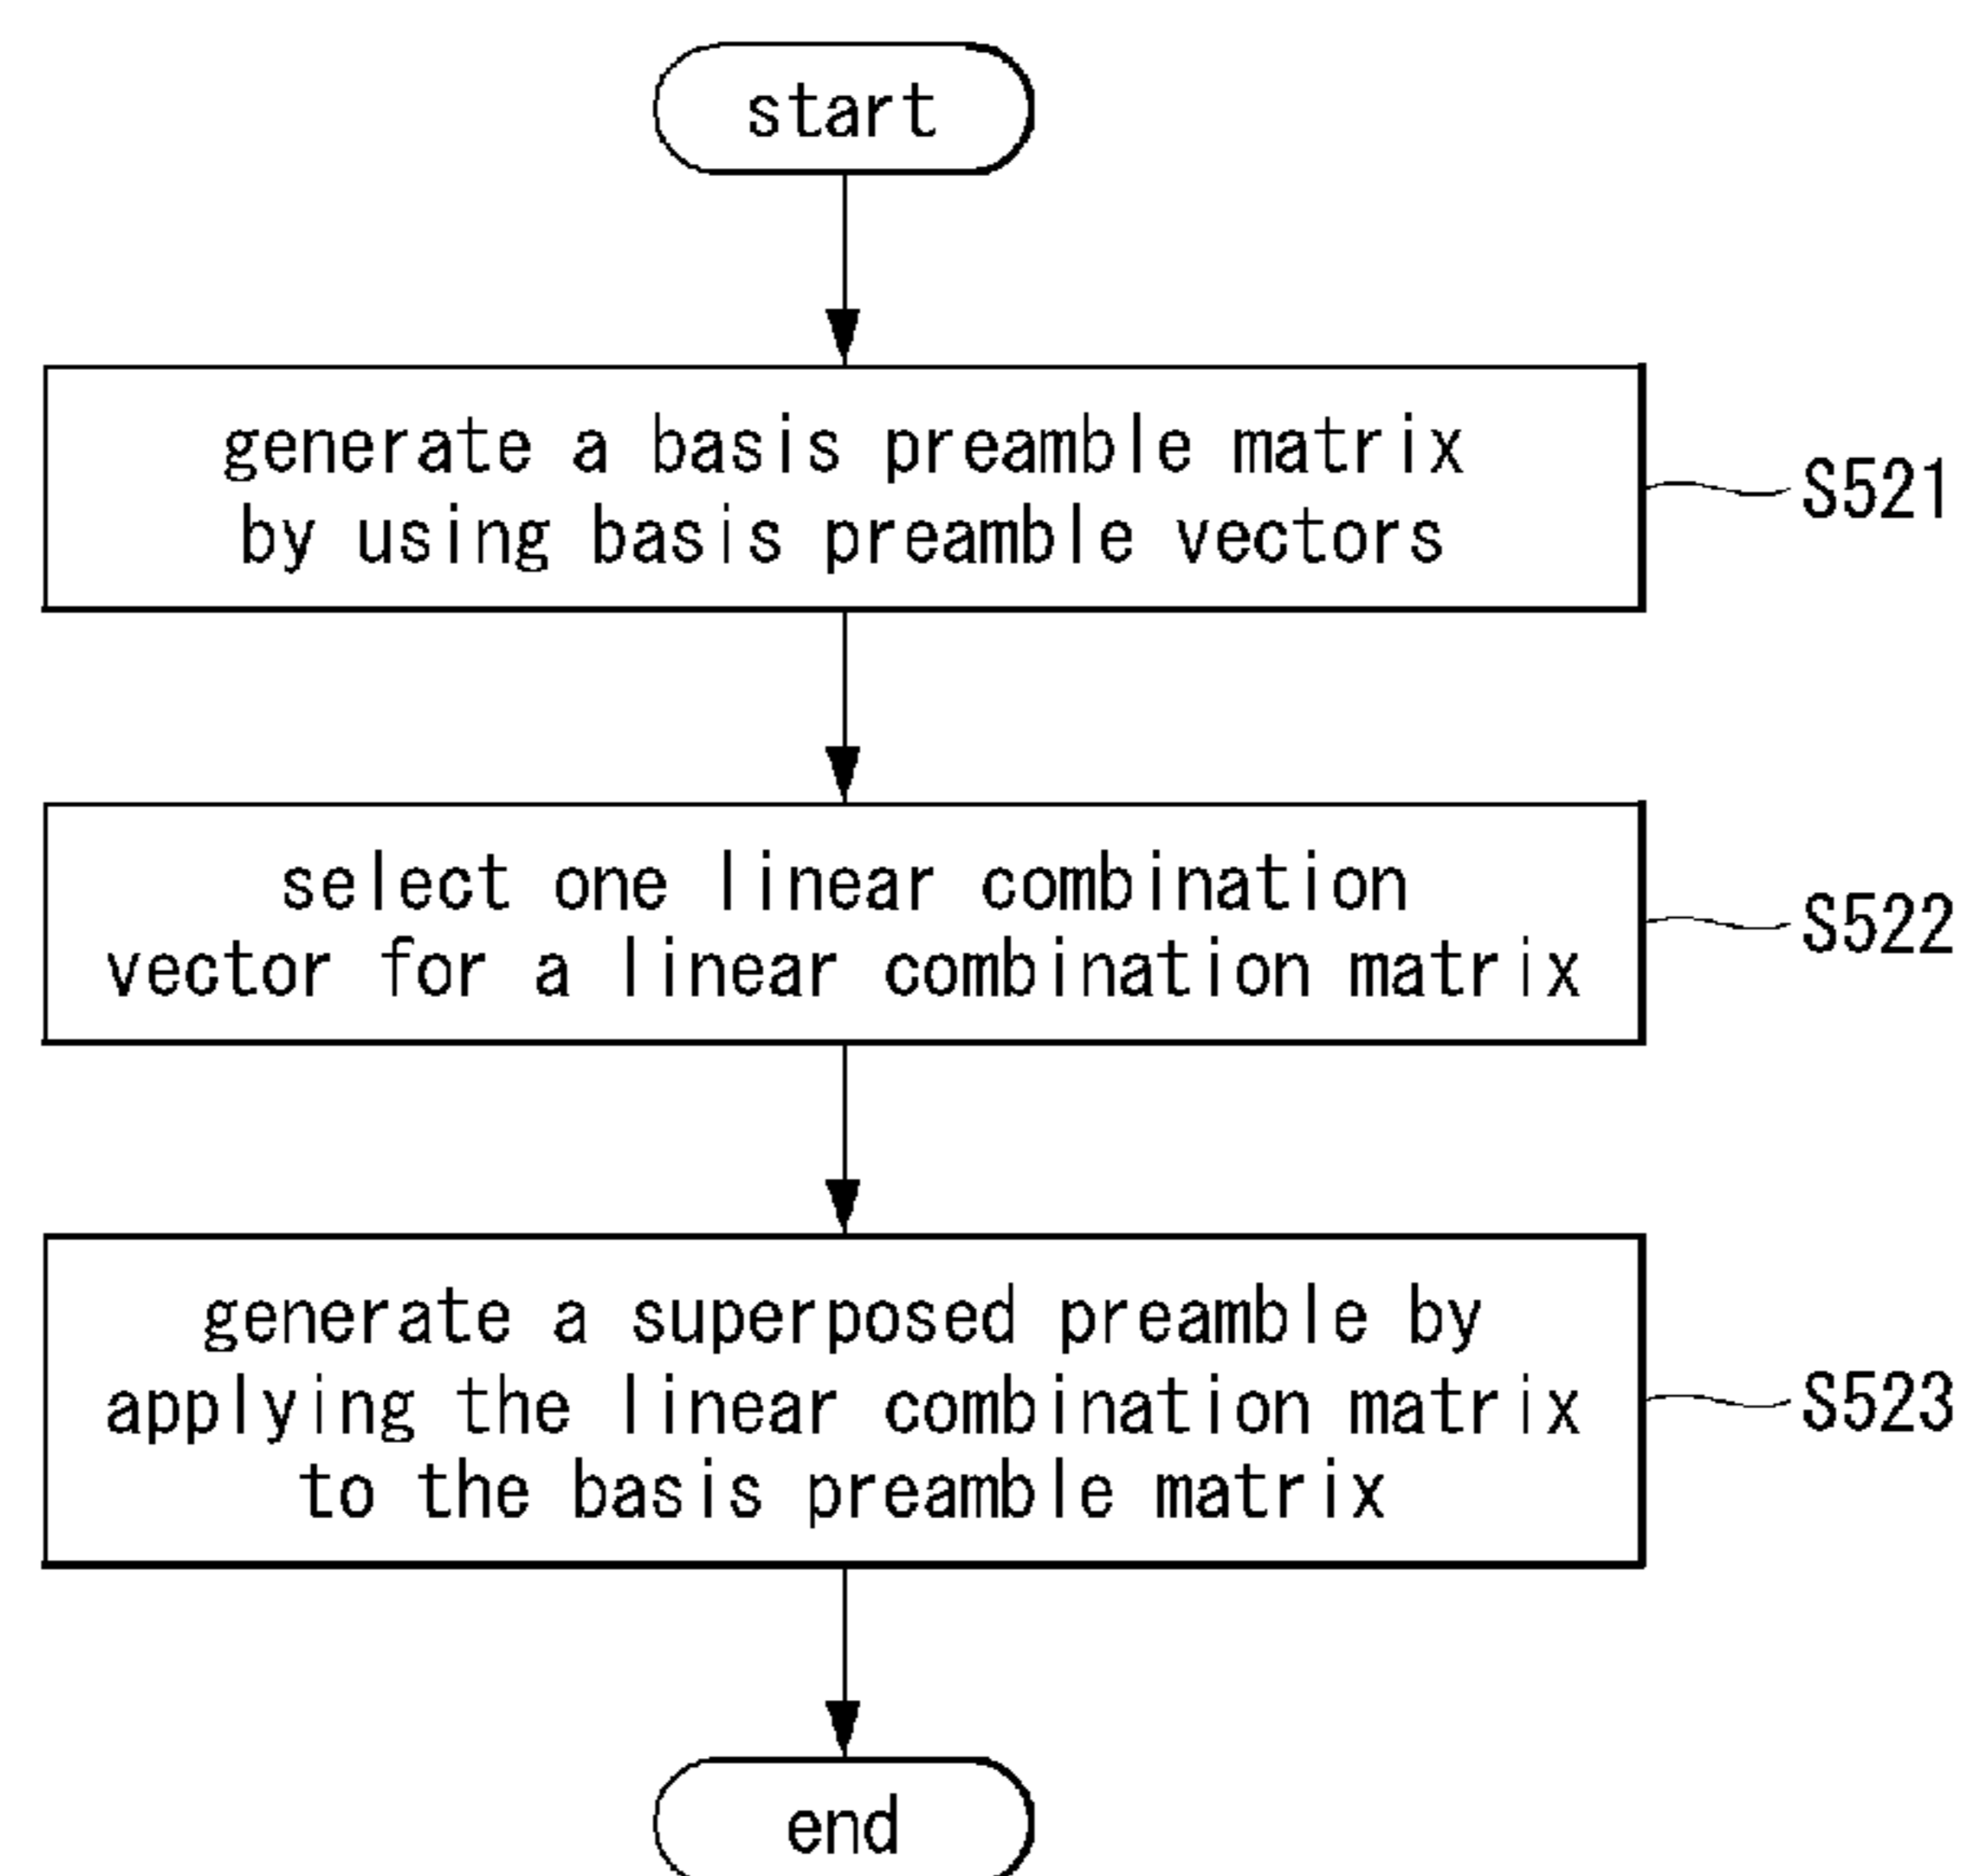 start
generate a basis preamble matrix
by using basis preamble vectors
S521
select one linear combination
vector for a linear combination matrix
S522
generate a superposed preamble by
applying the linear combination matrix
to the basis preamble matrix
S523
end